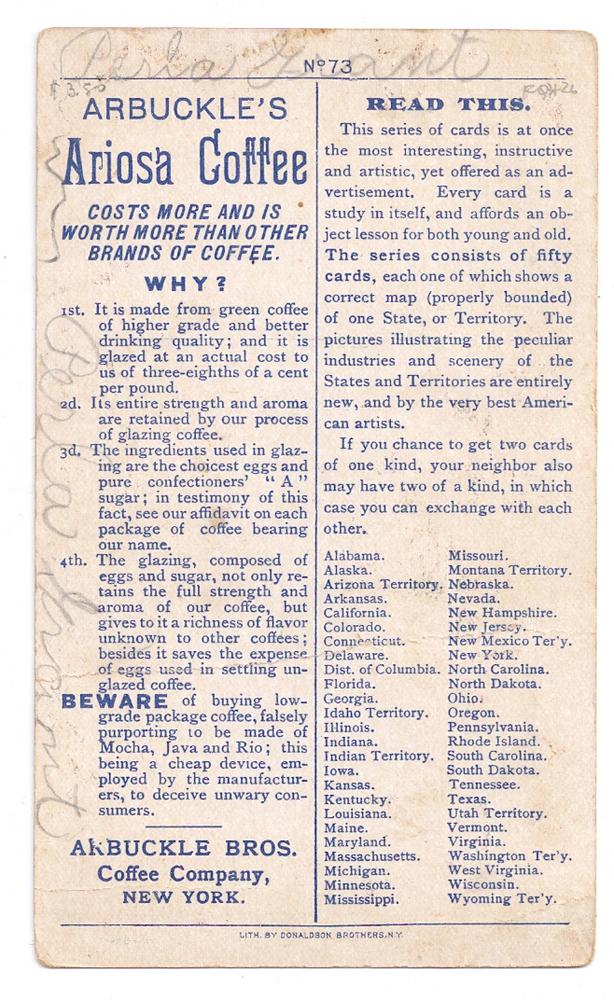 Perla Grant
Nº 73
$3.50
ARBUCKLE'S
Ariosa Coffee
COSTS MORE AND IS
WORTH MORE THAN OTHER
BRANDS OF COFFEE.
WHY?
1st. It is made from green coffee
of higher grade and better
drinking quality; and it is
glazed at an actual cost to
us of three-eighths of a cent
per pound.
2d. Its entire strength and aroma
are retained by our process
of glazing coffee.
3d. The ingredients used in glaz-
ing are the choicest eggs and
pure confectioners' "A"
sugar; in testimony of this
fact, see our affidavit on each
package of coffee bearing
our name.
4th. The glazing, composed of
eggs and sugar, not only re-
tains the full strength and
aroma of our coffee, but
gives to it a richness of flavor
unknown to other coffees;
besides it saves the expense
of eggs used in settling un-
glazed coffee.
BEWARE of buying low-
grade package coffee, falsely
purporting to be made of
Mocha, Java and Rio; this
being a cheap device, em-
ployed by the manufactur-
ers, to deceive unwary con-
sumers.
ARBUCKLE BROS.
Coffee Company,
NEW YORK.
Perla Grant
READ THIS.
This series of cards is at once
the most interesting, instructive
and artistic, yet offered as an ad-
vertisement. Every card is a
study in itself, and affords an ob-
ject lesson for both young and old.
The series consists of fifty
cards, each one of which shows a
correct map (properly bounded)
of one State, or Territory. The
pictures illustrating the peculiar
industries and scenery of the
States and Territories are entirely
new, and by the very best Ameri-
can artists.
If you chance to get two cards
of one kind, your neighbor also
may have two of a kind, in which
case you can exchange with each
other.
Alabama.
Alaska.
Arizona Territory.
Arkansas.
California.
Colorado.
Connecticut.
Delaware.
Dist. of Columbia.
Florida.
Georgia.
Idaho Territory.
Illinois.
Indiana.
Indian Territory.
Iowa.
Kansas.
Kentucky.
Louisiana.
Maine.
Maryland.
Massachusetts.
Michigan.
Minnesota.
Mississippi.
Missouri.
Montana Territory.
Nebraska.
Nevada.
New Hampshire.
New Jersey.
New Mexico Ter'y.
New York.
North Carolina.
North Dakota.
Ohio.
Oregon.
Pennsylvania.
Rhode Island.
South Carolina.
South Dakota.
Tennessee.
Texas.
Utah Territory.
Vermont.
Virginia.
Washington Ter'y.
West Virginia.
Wisconsin.
Wyoming Ter'y.
LITH. BY DONALDSON BROTHERS, N.Y.